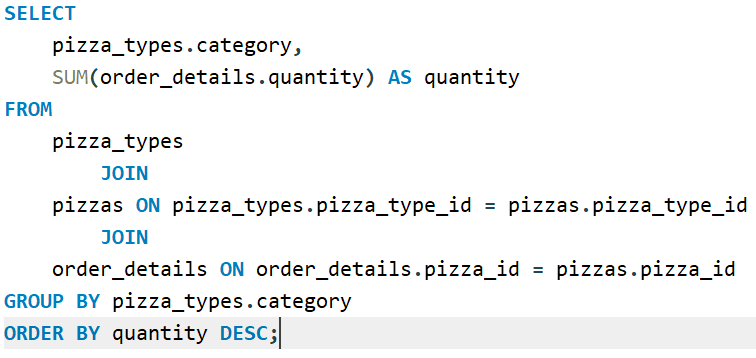 SELECT
pizza_types.category,
SUM(order_details.quantity) AS quantity
FROM
pizza_types
JOIN
pizzas ON pizza_types.pizza_type_id = pizzas.pizza_type_id
JOIN
order_details ON order_details.pizza_id = pizzas.pizza_id
GROUP BY pizza_types.category
ORDER BY quantity DESC;